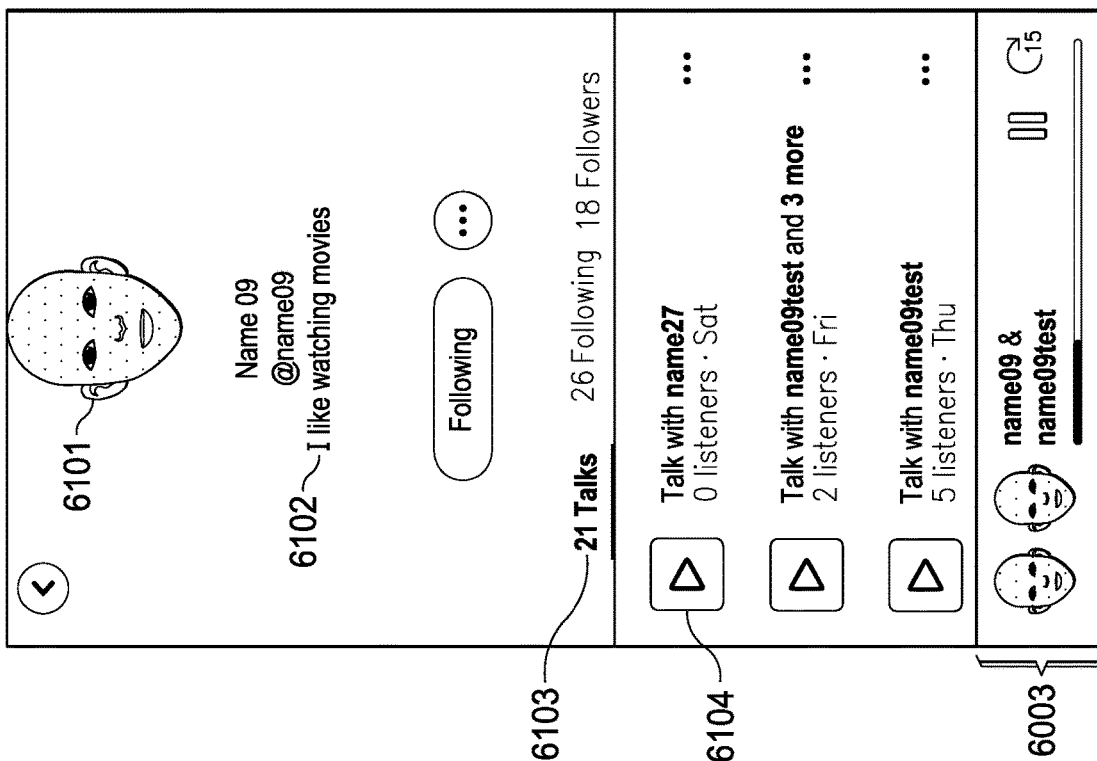 6101
Name 09
@name09
6102
I like watching movies
Following
6103
21 Talks 26 Following 18 Followers
6104
Talk with name27
0 listeners · Sat
Talk with name09test and 3 more
2 listeners · Fri
Talk with name09test
5 listeners · Thu
6003
name09 &
name09test
15